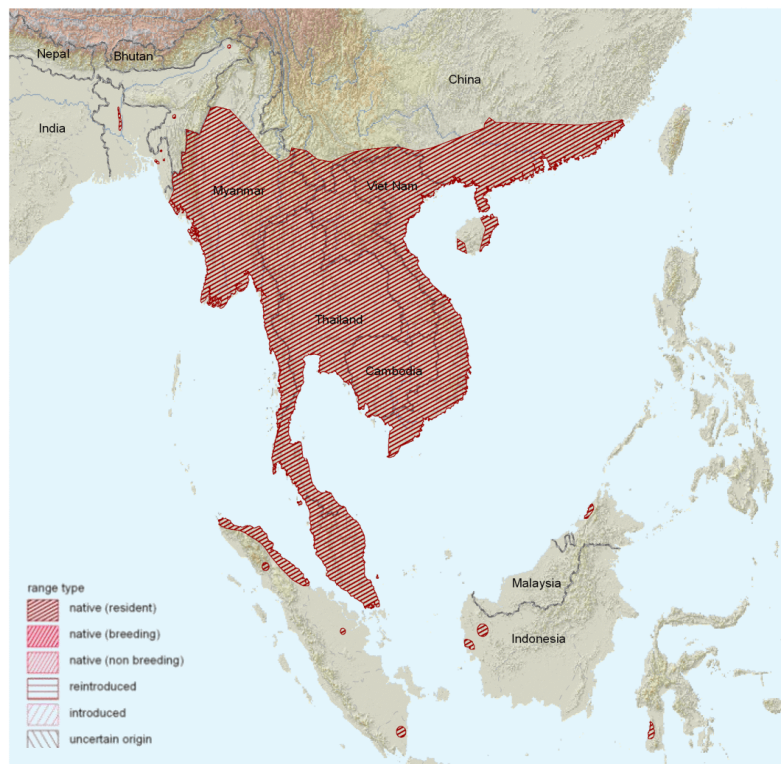 Nepal
Bhutan
China
India
Myanmar
Viet Nam
Thailand
Cambodia
Malaysia
Indonesia
range type
native (resident)
native (breeding)
native (non breeding)
reintroduced
introduced
uncertain origin